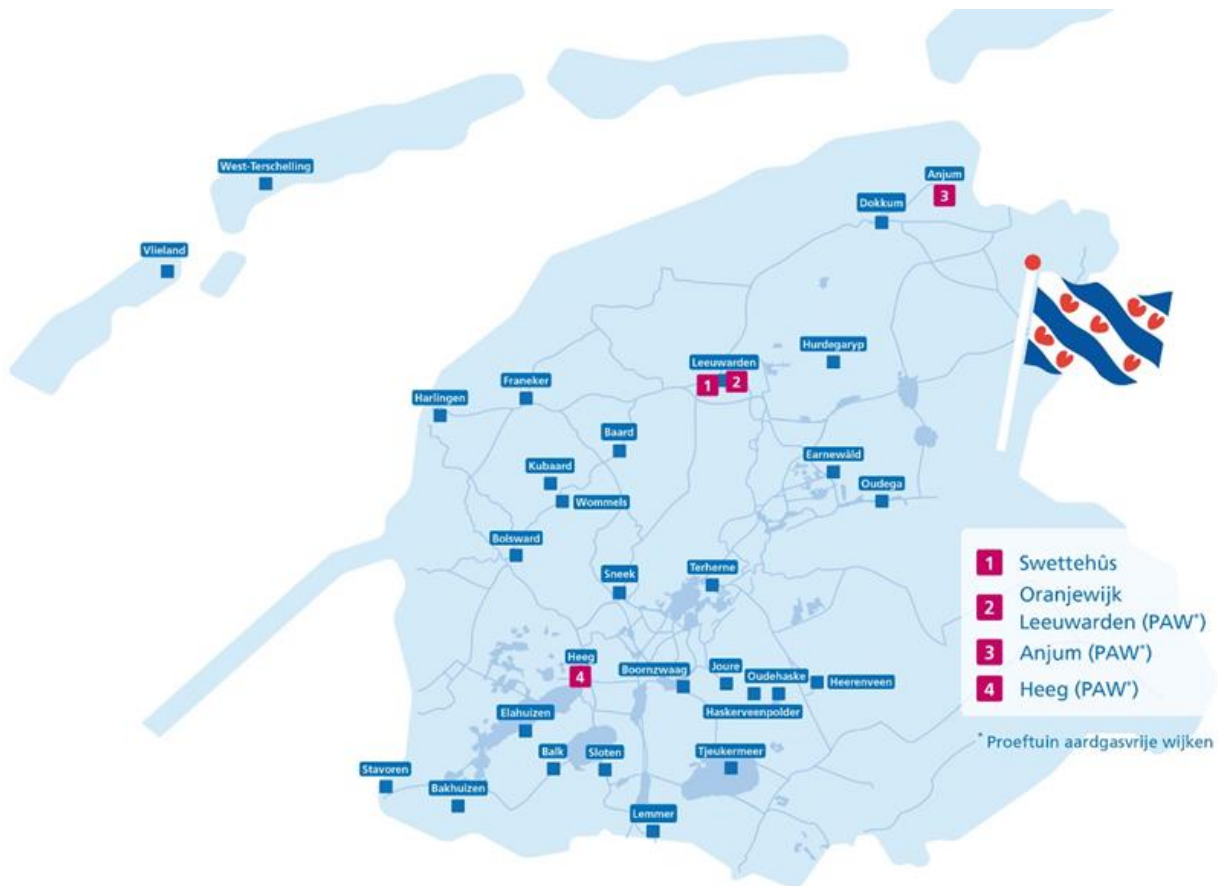 West-Terschelling
Anjum
3
Dokkum
Vlieland
Hurdegaryp
Leeuwarden
1
2
Franeker
Harlingen
Baard
Earnewâld
Kubaard
Oudega
Wommels
Bolsward
Terherne
Sneek
Heeg
4
Boornzwaag
Joure
Oudehaske
Heerenveen
Haskerveenpolder
Elahuizen
Balk
Sloten
Tjeukermeer
Stavoren
Bakhuizen
Lemmer
1 Swettehûs
2 Oranjewijk
Leeuwarden (PAW*)
3 Anjum (PAW*)
4 Heeg (PAW*)
* Proeftuin aardgasvrije wijken